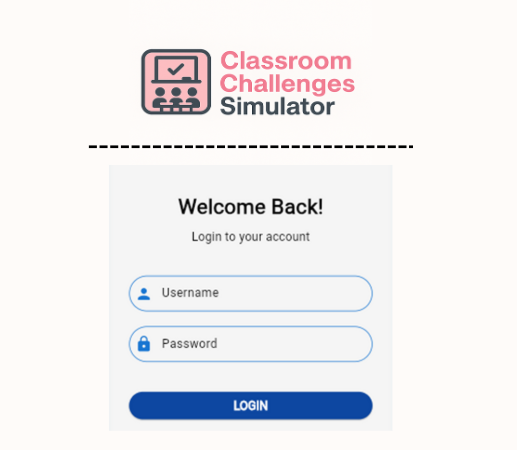 Classroom
Challenges
Simulator
Welcome Back!
Login to your account
Username
Password
LOGIN